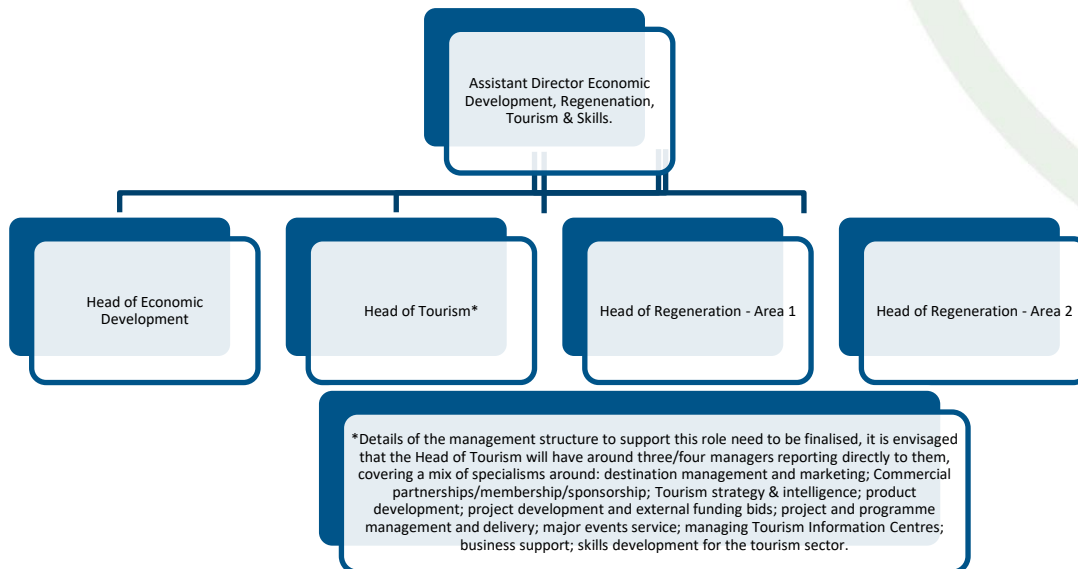 Assistant Director Economic
Development, Regenenation,
Tourism & Skills.
Head of Economic
Development
Head of Tourism*
Head of Regeneration - Area 1
Head of Regeneration - Area 2
*Details of the management structure to support this role need to be finalised, it is envisaged
that the Head of Tourism will have around three/four managers reporting directly to them,
covering a mix of specialisms around: destination management and marketing; Commercial
partnerships/membership/sponsorship; Tourism strategy & intelligence; product
development; project development and external funding bids; project and programme
management and delivery; major events service; managing Tourism Information Centres;
business support; skills development for the tourism sector.